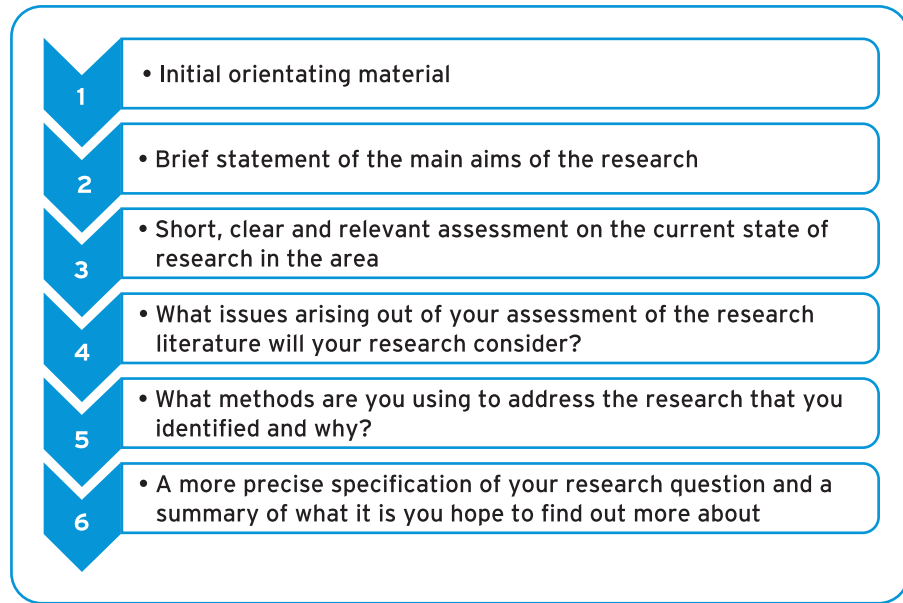 1
• Initial orientating material
2
• Brief statement of the main aims of the research
3
• Short, clear and relevant assessment on the current state of
research in the area
4
• What issues arising out of your assessment of the research
literature will your research consider?
5
• What methods are you using to address the research that you
identified and why?
6
• A more precise specification of your research question and a
summary of what it is you hope to find out more about